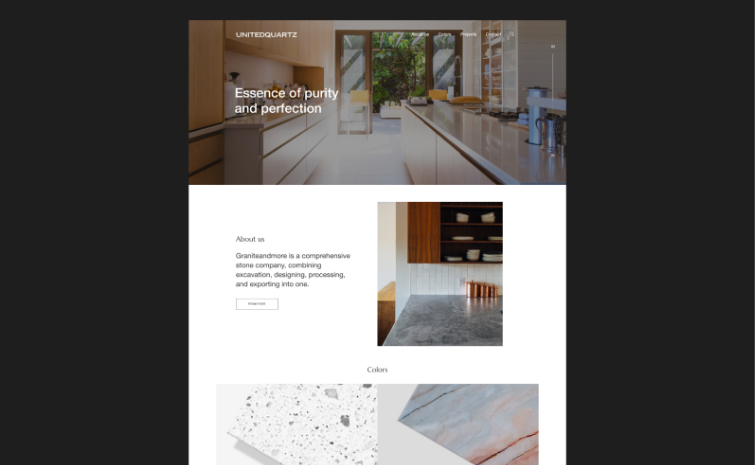 UNITEDQUARTZ
About us
Colors
Projects
Contact
Essence of purity
and perfection
About us
Graniteandmore is a comprehensive
stone company, combining
excavation, designing, processing,
and exporting into one.
Colors